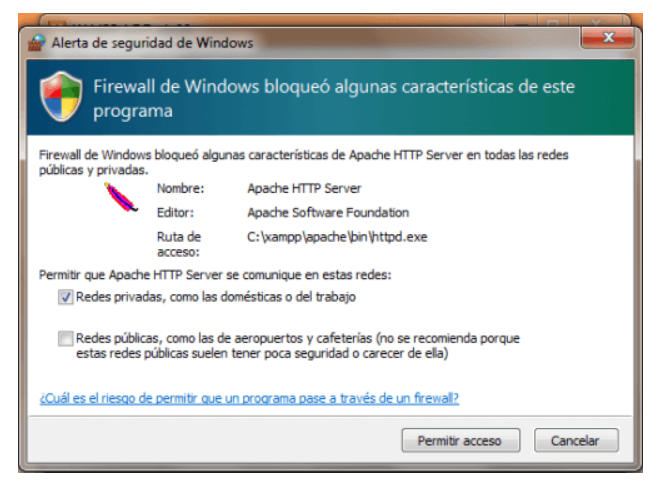 Alerta de seguridad de Windows
Firewall de Windows bloqueó algunas características de este
programa
Firewall de Windows bloqueó algunas características de Apache HTTP Server en todas las redes
públicas y privadas.
Nombre: Apache HTTP Server
Editor: Apache Software Foundation
Ruta de acceso: C:\xampp\apache\bin\httpd.exe
Permitir que Apache HTTP Server se comunique en estas redes:
Redes privadas, como las domésticas o del trabajo
Redes públicas, como las de aeropuertos y cafeterías (no se recomienda porque
estas redes públicas suelen tener poca seguridad o carecer de ella)
¿Cuál es el riesgo de permitir que un programa pase a través de un firewall?
Permitir acceso Cancelar